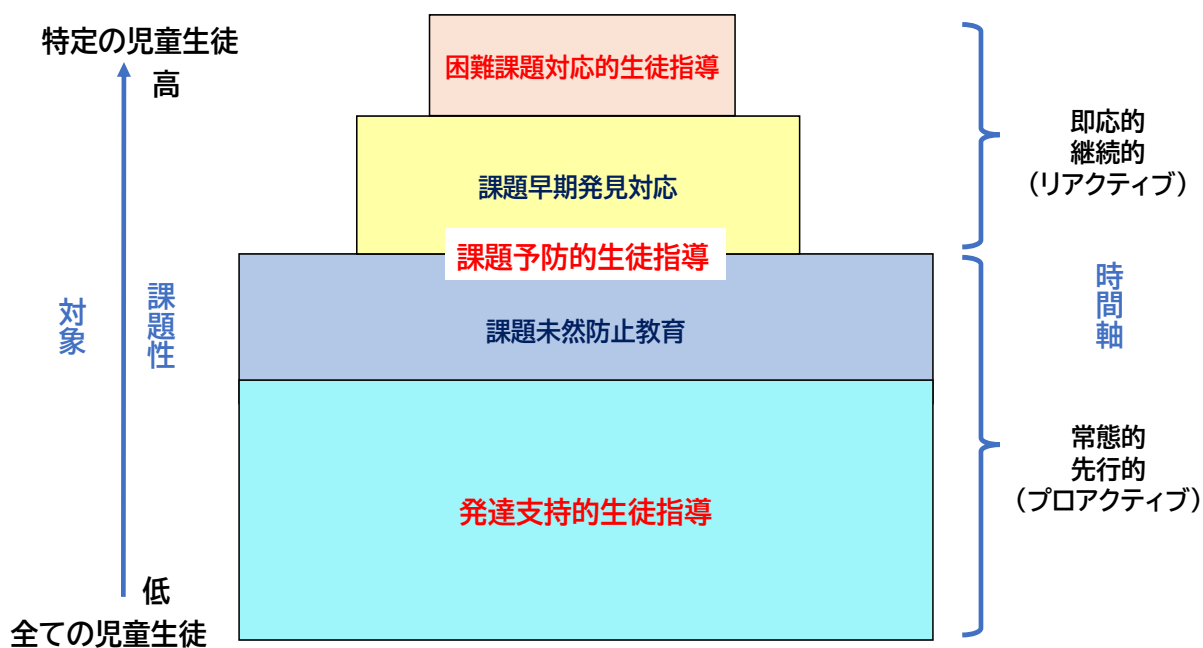 特定の児童生徒
高
困難課題対応的生徒指導
即応的
継続的
（リアクティブ）
課題早期発見対応
課題予防的生徒指導
対象
課題性
時間軸
課題未然防止教育
常態的
先行的
（プロアクティブ）
発達支持的生徒指導
低
全ての児童生徒